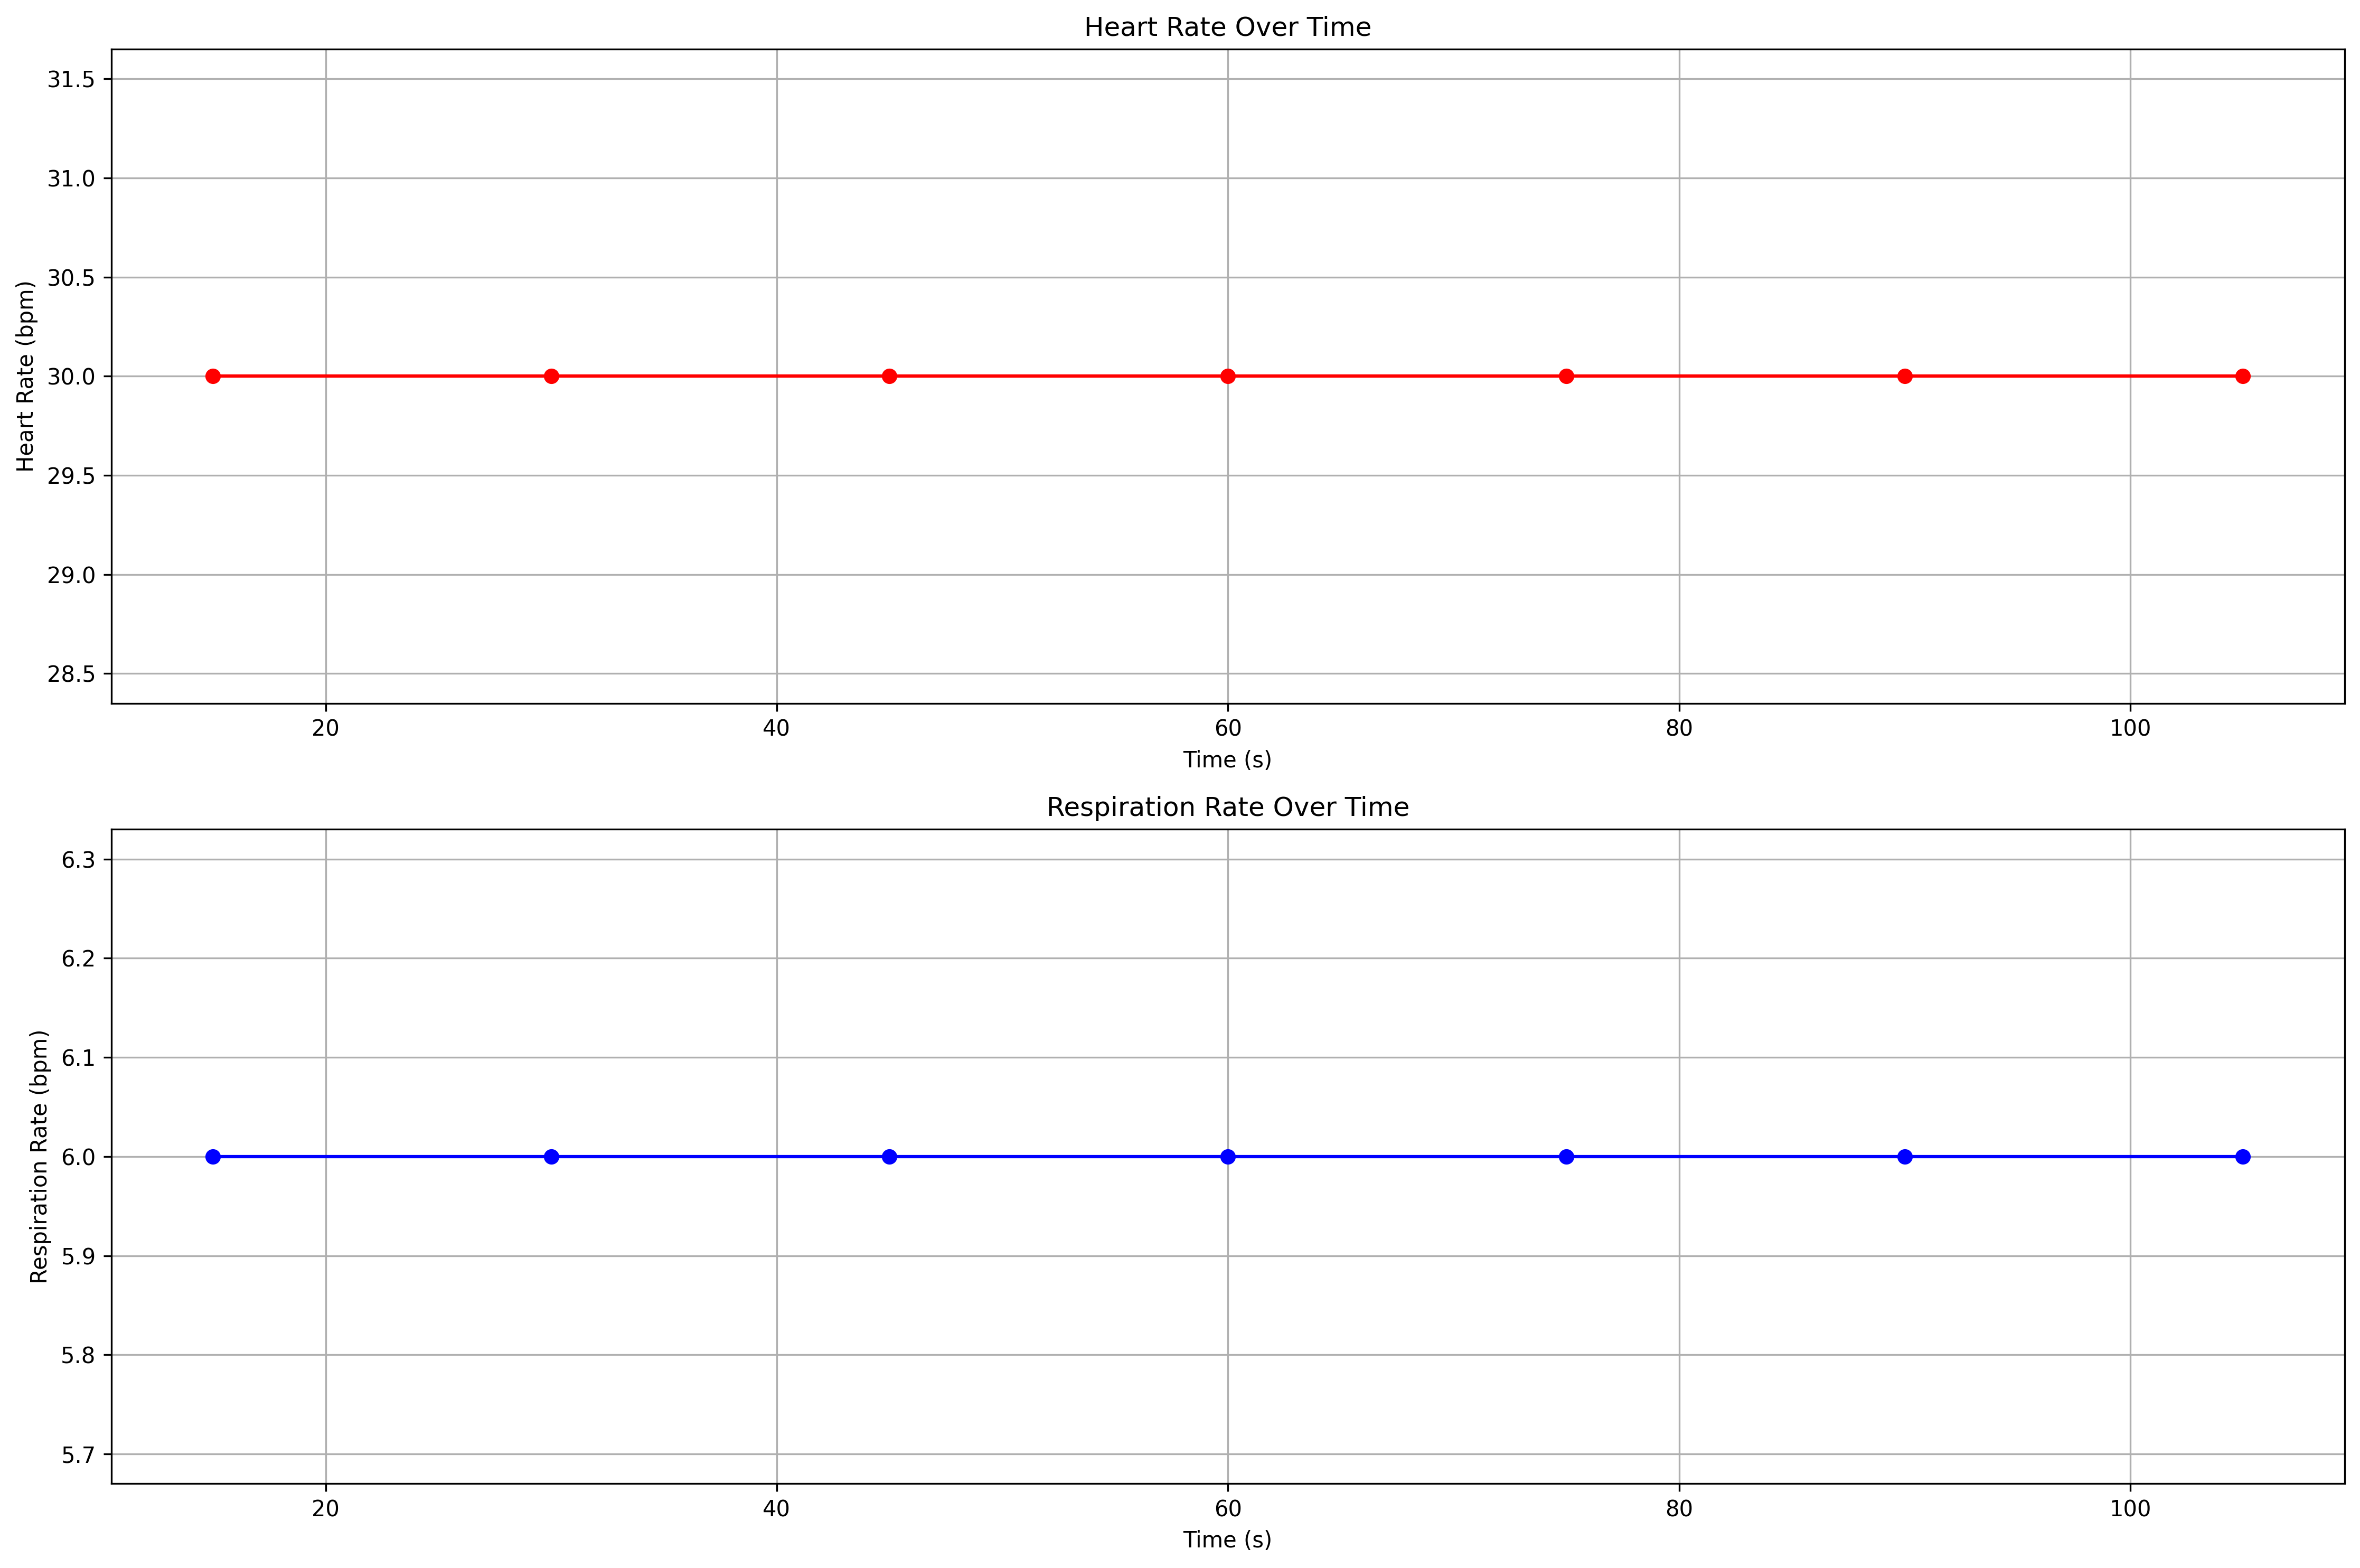 Heart Rate Over Time
31.5
31.0
30.5
30.0
29.5
29.0
28.5
Heart Rate (bpm)
20 40 60 80 100
Time (s)
Respiration Rate Over Time
6.3
6.2
6.1
6.0
5.9
5.8
5.7
Respiration Rate (bpm)
20 40 60 80 100
Time (s)